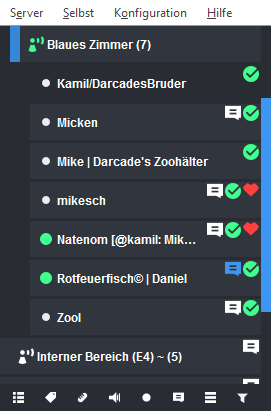 Server Selbst Konfiguration Hilfe
Blaues Zimmer (7)
Kamil/DarcadesBruder
Micken
Mike | Darcade's Zoohälter
mikesch
Natenom [@kamil: Mik...
Rotfeuerfisch© | Daniel
Zool
Interner Bereich (E4) ~ (5)